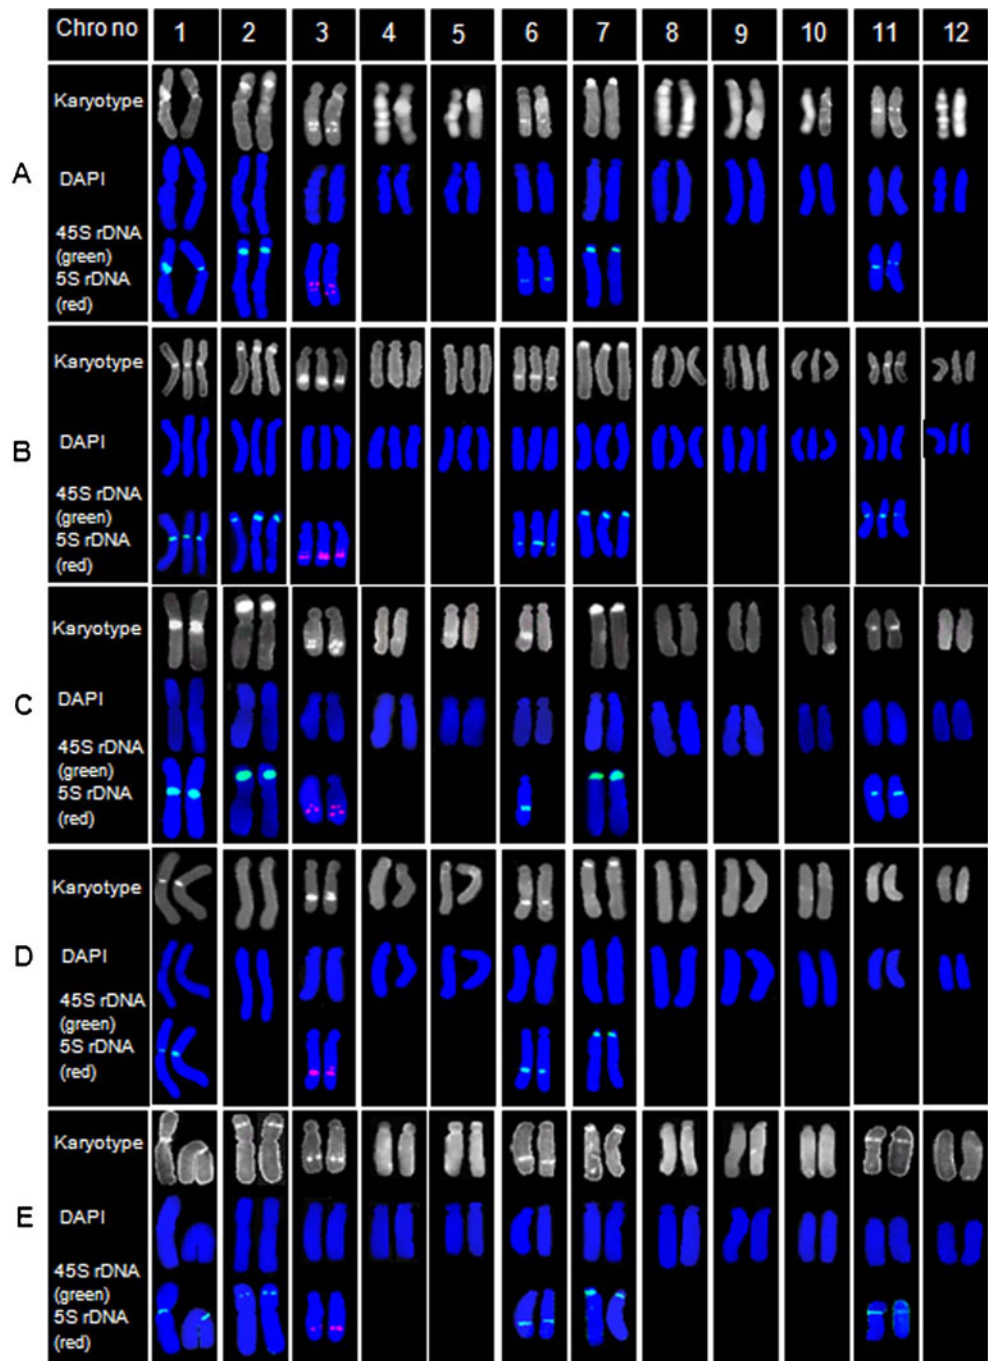 Chro no 1 2 3 4 5 6 7 8 9 10 11 12
A
Karyotype
DAPI
45S rDNA
(green)
5S rDNA
(red)
B
Karyotype
DAPI
45S rDNA
(green)
5S rDNA
(red)
C
Karyotype
DAPI
45S rDNA
(green)
5S rDNA
(red)
D
Karyotype
DAPI
45S rDNA
(green)
5S rDNA
(red)
E
Karyotype
DAPI
45S rDNA
(green)
5S rDNA
(red)